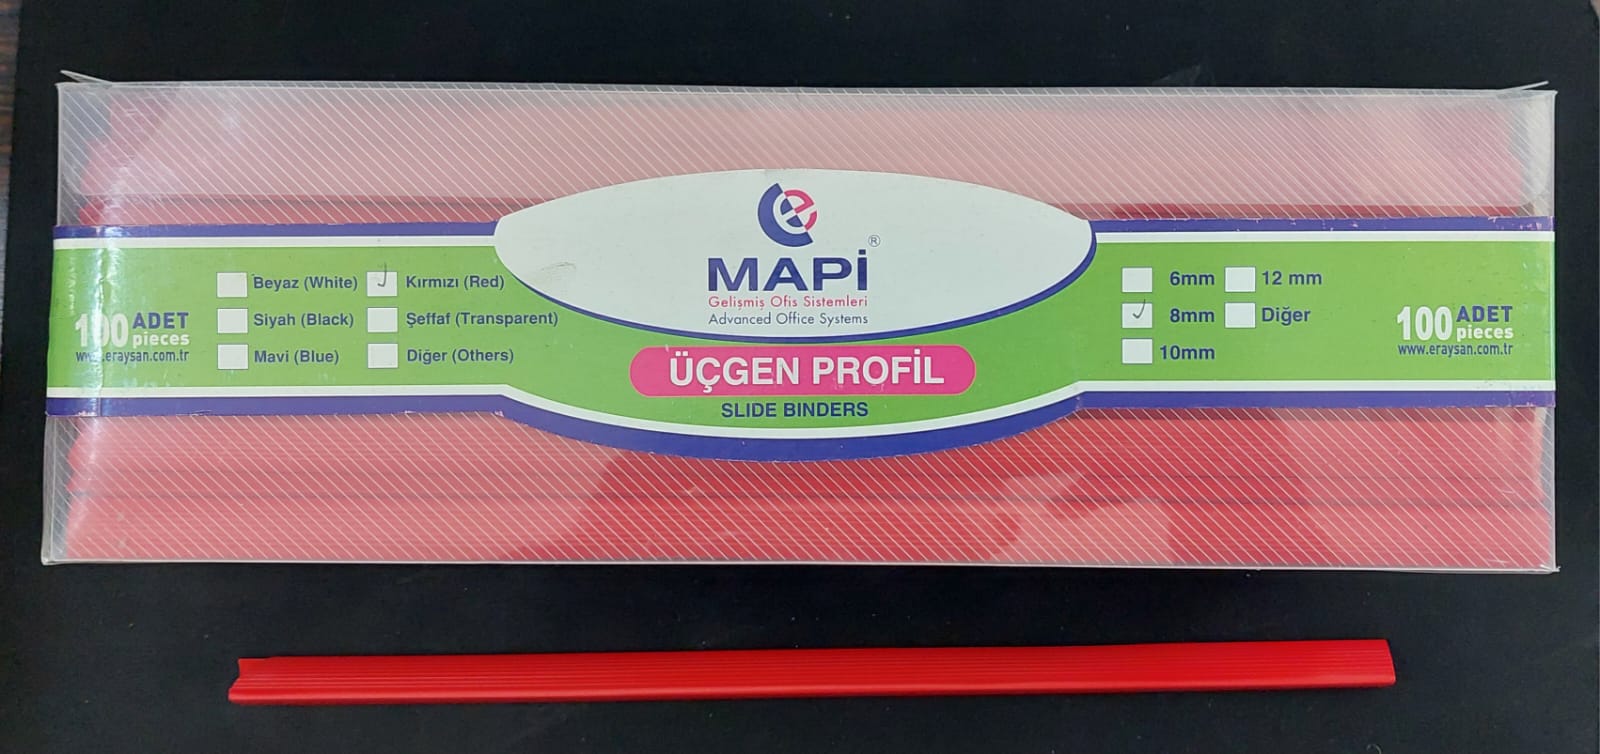 MAPİ ®
Gelişmiş Ofis Sistemleri
Advanced Office Systems
ÜÇGEN PROFİL
SLIDE BINDERS
100 ADET
pieces
www.eraysan.com.tr
Beyaz (White)
Kırmızı (Red)
Siyah (Black)
Şeffaf (Transparent)
Mavi (Blue)
Diğer (Others)
6mm
12 mm
8mm
Diğer
10mm
100 ADET
pieces
www.eraysan.com.tr